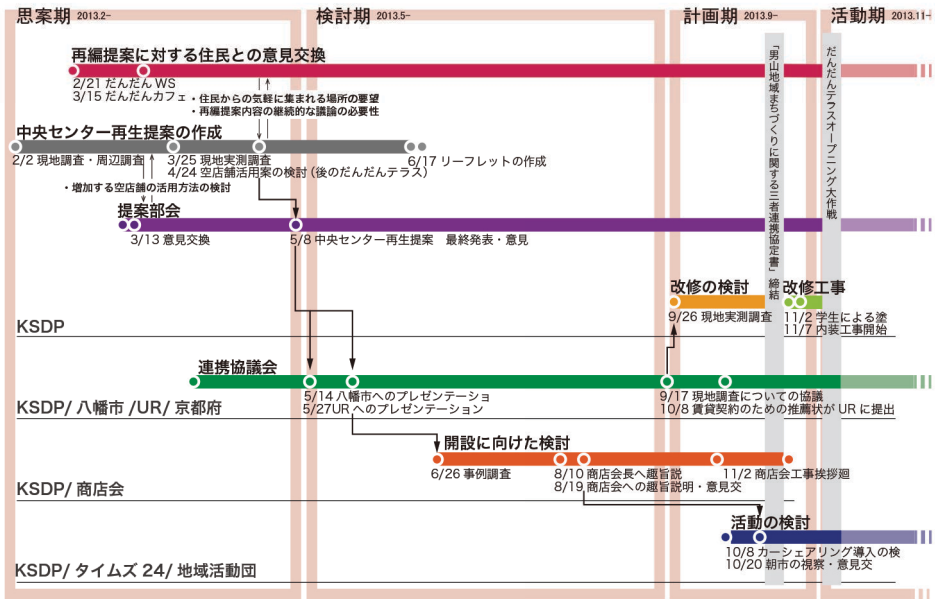 思案期 2013.2-
検討期 2013.5-
計画期 2013.9-
活動期 2013.11-
再編提案に対する住民との意見交換
2/21 だんだん WS
3/15 だんだんカフェ
・住民からの気軽に集まれる場所の要望
・再編提案内容の継続的な議論の必要性
中央センター再生提案の作成
2/2 現地調査・周辺調査
3/25 現地実測調査
4/24 空店舗活用案の検討（後のだんだんテラス）
6/17 リーフレットの作成
・増加する空店舗の活用方法の検討
提案部会
3/13 意見交換
5/8 中央センター再生提案　最終発表・意見
「男山地域まちづくりに関する三者連携協定書」締結
だんだんテラスオープニング大作戦
改修の検討
9/26 現地実測調査
改修工事
11/2 学生による塗
11/7 内装工事開始
KSDP
連携協議会
5/14 八幡市へのプレゼンテーショ
5/27UR へのプレゼンテーション
9/17 現地調査についての協議
10/8 賃貸契約のための推薦状が UR に提出
KSDP/ 八幡市 /UR/ 京都府
開設に向けた検討
6/26 事例調査
8/10 商店会長へ趣旨説
8/19 商店会への趣旨説明・意見交
11/2 商店会工事挨拶廻
KSDP/ 商店会
活動の検討
10/8 カーシェアリング導入の検
10/20 朝市の視察・意見交
KSDP/ タイムズ 24/ 地域活動団